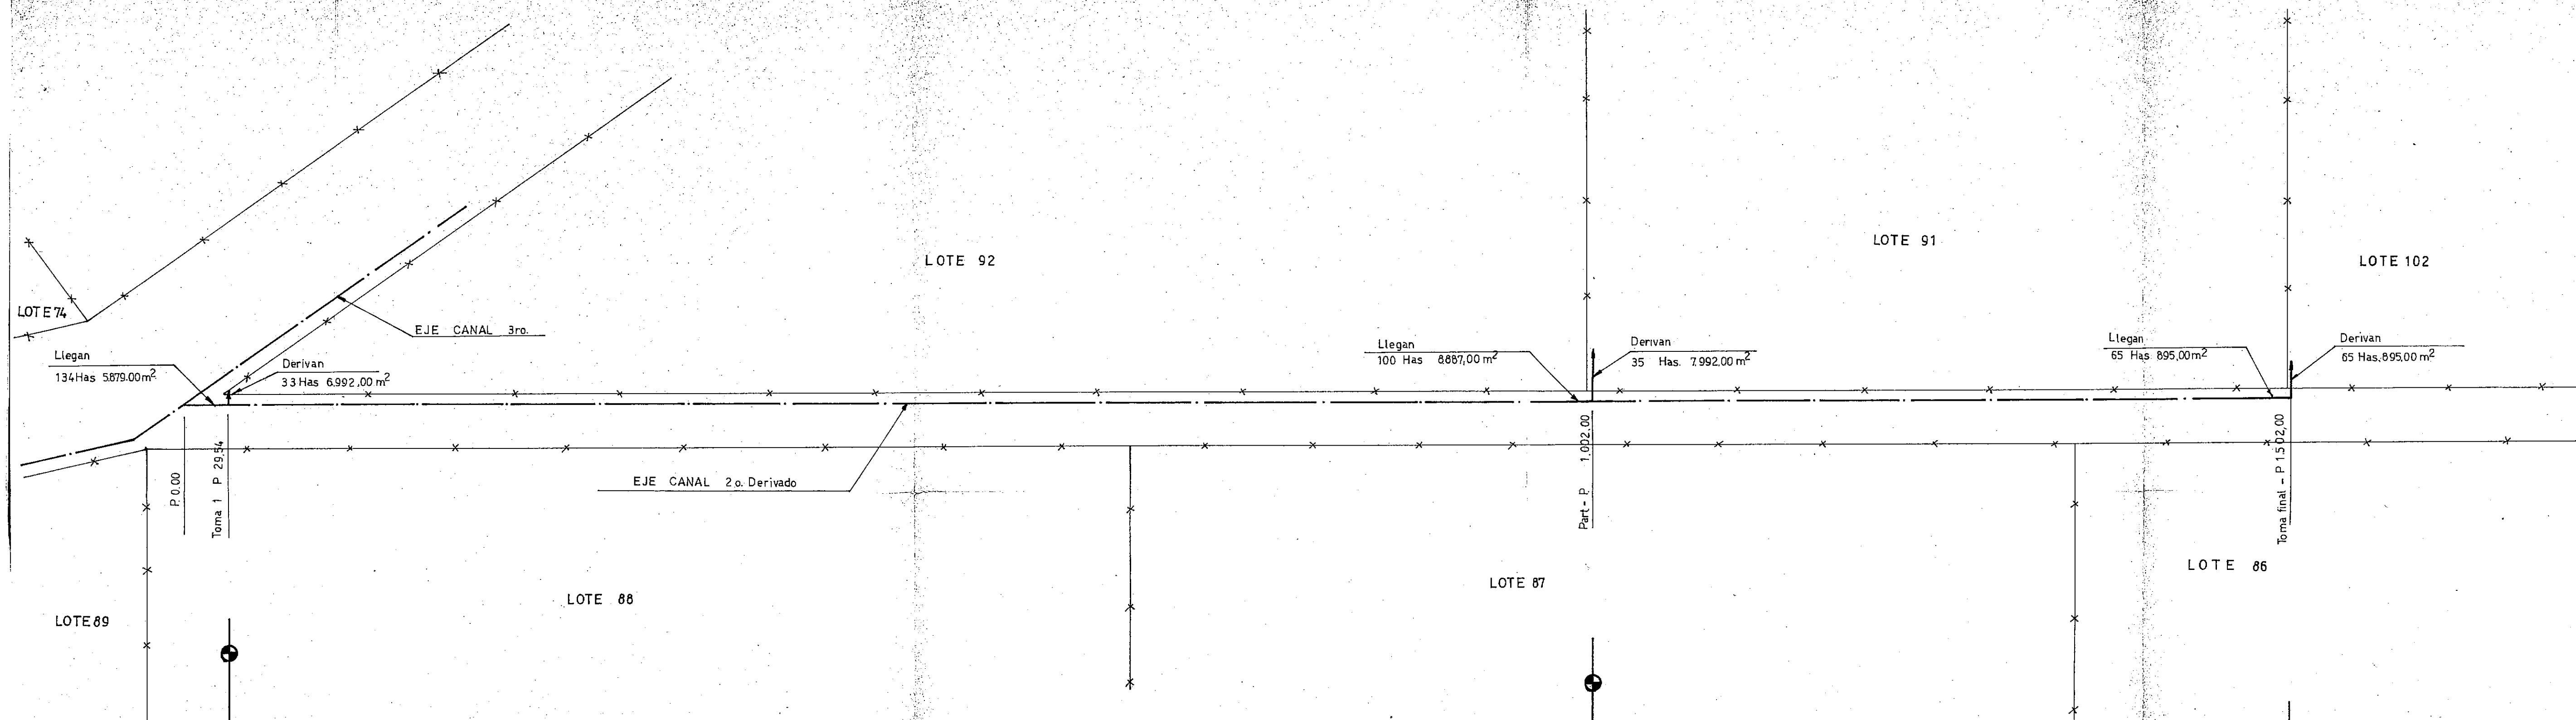 LOTE 74
Llegan
134 Has 5.879.00 m²
EJE CANAL 3ro.
Derivan
33 Has 6.992,00 m²
LOTE 92
Llegan
100 Has 8.887,00 m²
Derivan
35 Has. 7.992,00 m²
LOTE 91
Llegan
65 Has 895,00 m²
LOTE 102
Derivan
65 Has, 895,00 m²
P. 0.00
Toma 1 P 29.54
EJE CANAL 2.o. Derivado
Part - P 1.002.00
Toma final - P 1.502,00
LOTE 89
LOTE 88
LOTE 87
LOTE 86